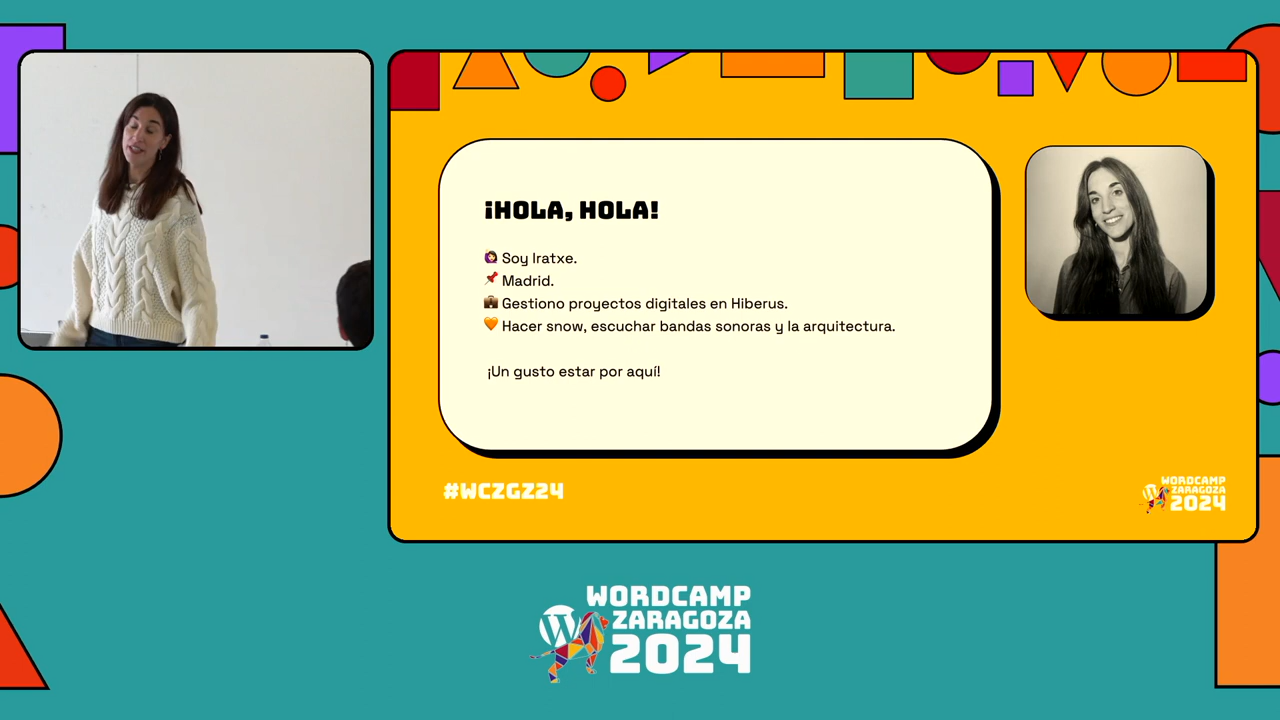 ¡HOLA, HOLA!
🙋🏻‍♀️ Soy Iratxe.
📌 Madrid.
💼 Gestiono proyectos digitales en Hiberus.
🧡 Hacer snow, escuchar bandas sonoras y la arquitectura.
¡Un gusto estar por aquí!
#WCZGZ24
WORDCAMP
ZARAGOZA
2024
WORDCAMP
ZARAGOZA
2024